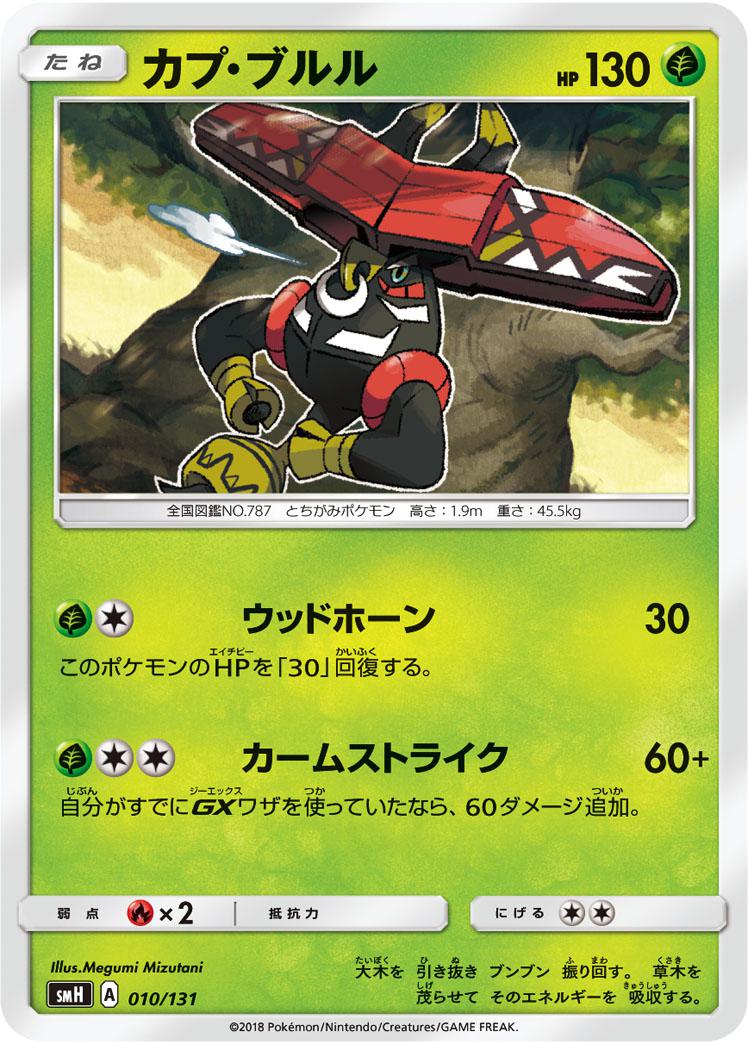 たね カプ・ブルル HP 130
全国図鑑NO.787 とちがみポケモン 高さ：1.9m 重さ：45.5kg
ウッドホーン 30
エイチピー かいふく
このポケモンのHPを「30」回復する。
カームストライク 60+
じぶん ジーエックス つか ついか
自分がすでにGXワザを使っていたなら、60ダメージ追加。
弱点 ×2 抵抗力 にげる
Illus.Megumi Mizutani
たいぼく ひ ぬ ふ まわ くさき
大木を 引き抜き ブンブン 振り回す。 草木を
しげ きゅうしゅう
茂らせて そのエネルギーを 吸収する。
SMH A 010/131
©2018 Pokémon/Nintendo/Creatures/GAME FREAK.